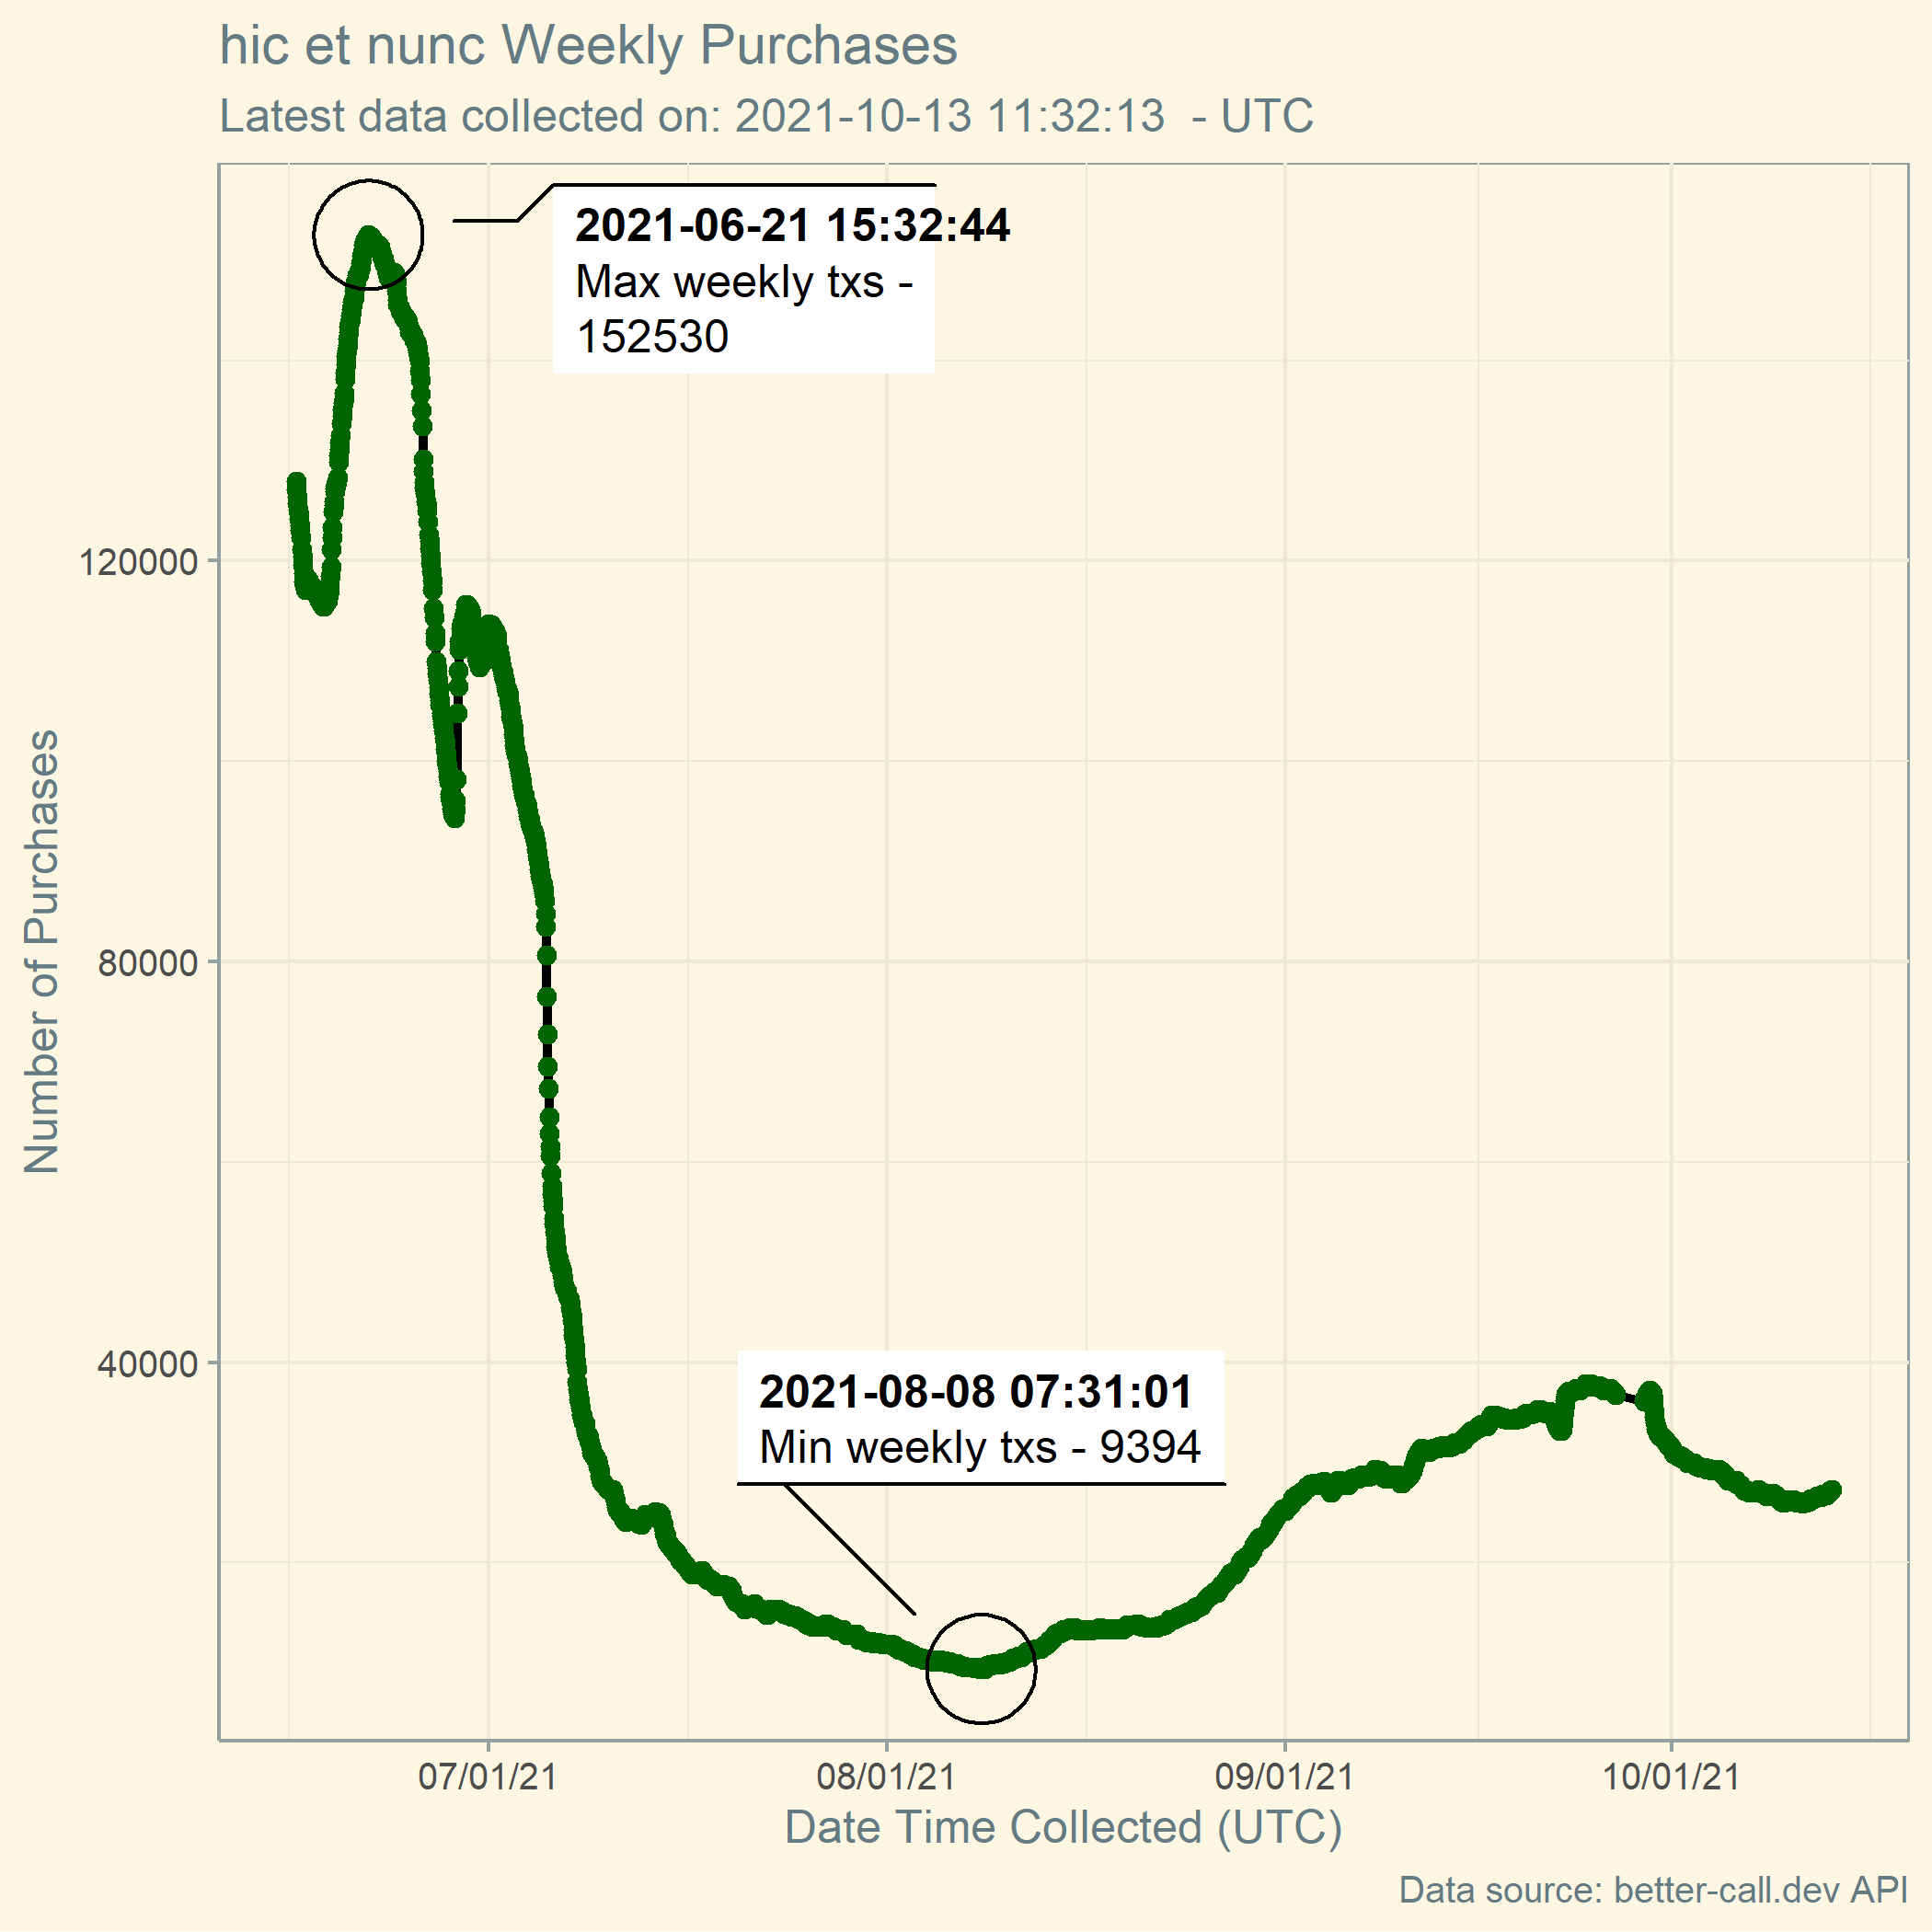 hic et nunc Weekly Purchases
Latest data collected on: 2021-10-13 11:32:13  - UTC
2021-06-21 15:32:44
Max weekly txs -
152530
120000
80000
40000
Number of Purchases
2021-08-08 07:31:01
Min weekly txs - 9394
07/01/21 08/01/21 09/01/21 10/01/21
Date Time Collected (UTC)
Data source: better-call.dev API